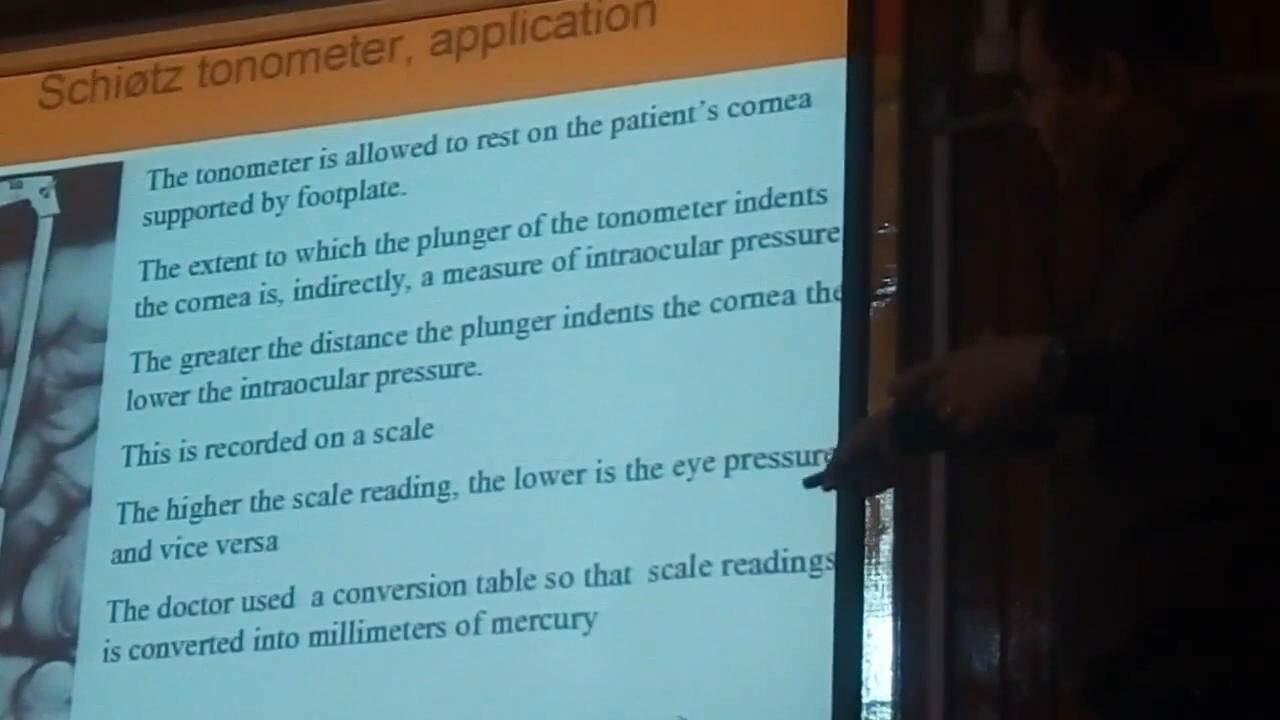 Schiøtz tonometer, application
The tonometer is allowed to rest on the patient's cornea
supported by footplate.
The extent to which the plunger of the tonometer indents
the cornea is, indirectly, a measure of intraocular pressure
The greater the distance the plunger indents the cornea the
lower the intraocular pressure.
This is recorded on a scale
The higher the scale reading, the lower is the eye pressure
and vice versa
The doctor used a conversion table so that scale readings
is converted into millimeters of mercury